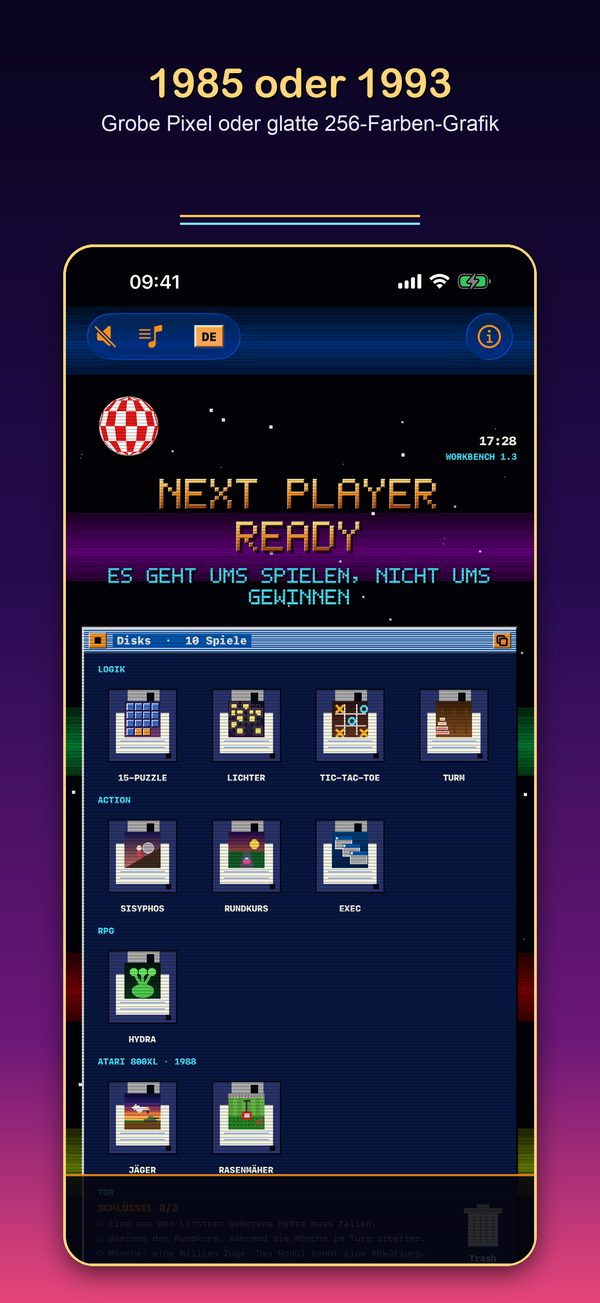 1985 oder 1993
Grobe Pixel oder glatte 256-Farben-Grafik
09:41
DE
17:28
WORKBENCH 1.3
NEXT PLAYER
READY
ES GEHT UMS SPIELEN, NICHT UMS
GEWINNEN
Disks · 10 Spiele
LOGIK
15-PUZZLE LICHTER TIC-TAC-TOE TURM
ACTION
SISYPHOS RUNDKURS EXEC
RPG
HYDRA
ATARI 800XL · 1988
JÄGER RASENMÄHER
TOR
SCHLÜSSEL 0/3
○ Eine aus den Lichtern geborene Hydra muss fallen.
○ Gewinne den Rundkurs, während die Mönche im Turm arbeiten.
○ Mönche: eine Million Züge. Das Modul kennt eine Abkürzung.
Trash